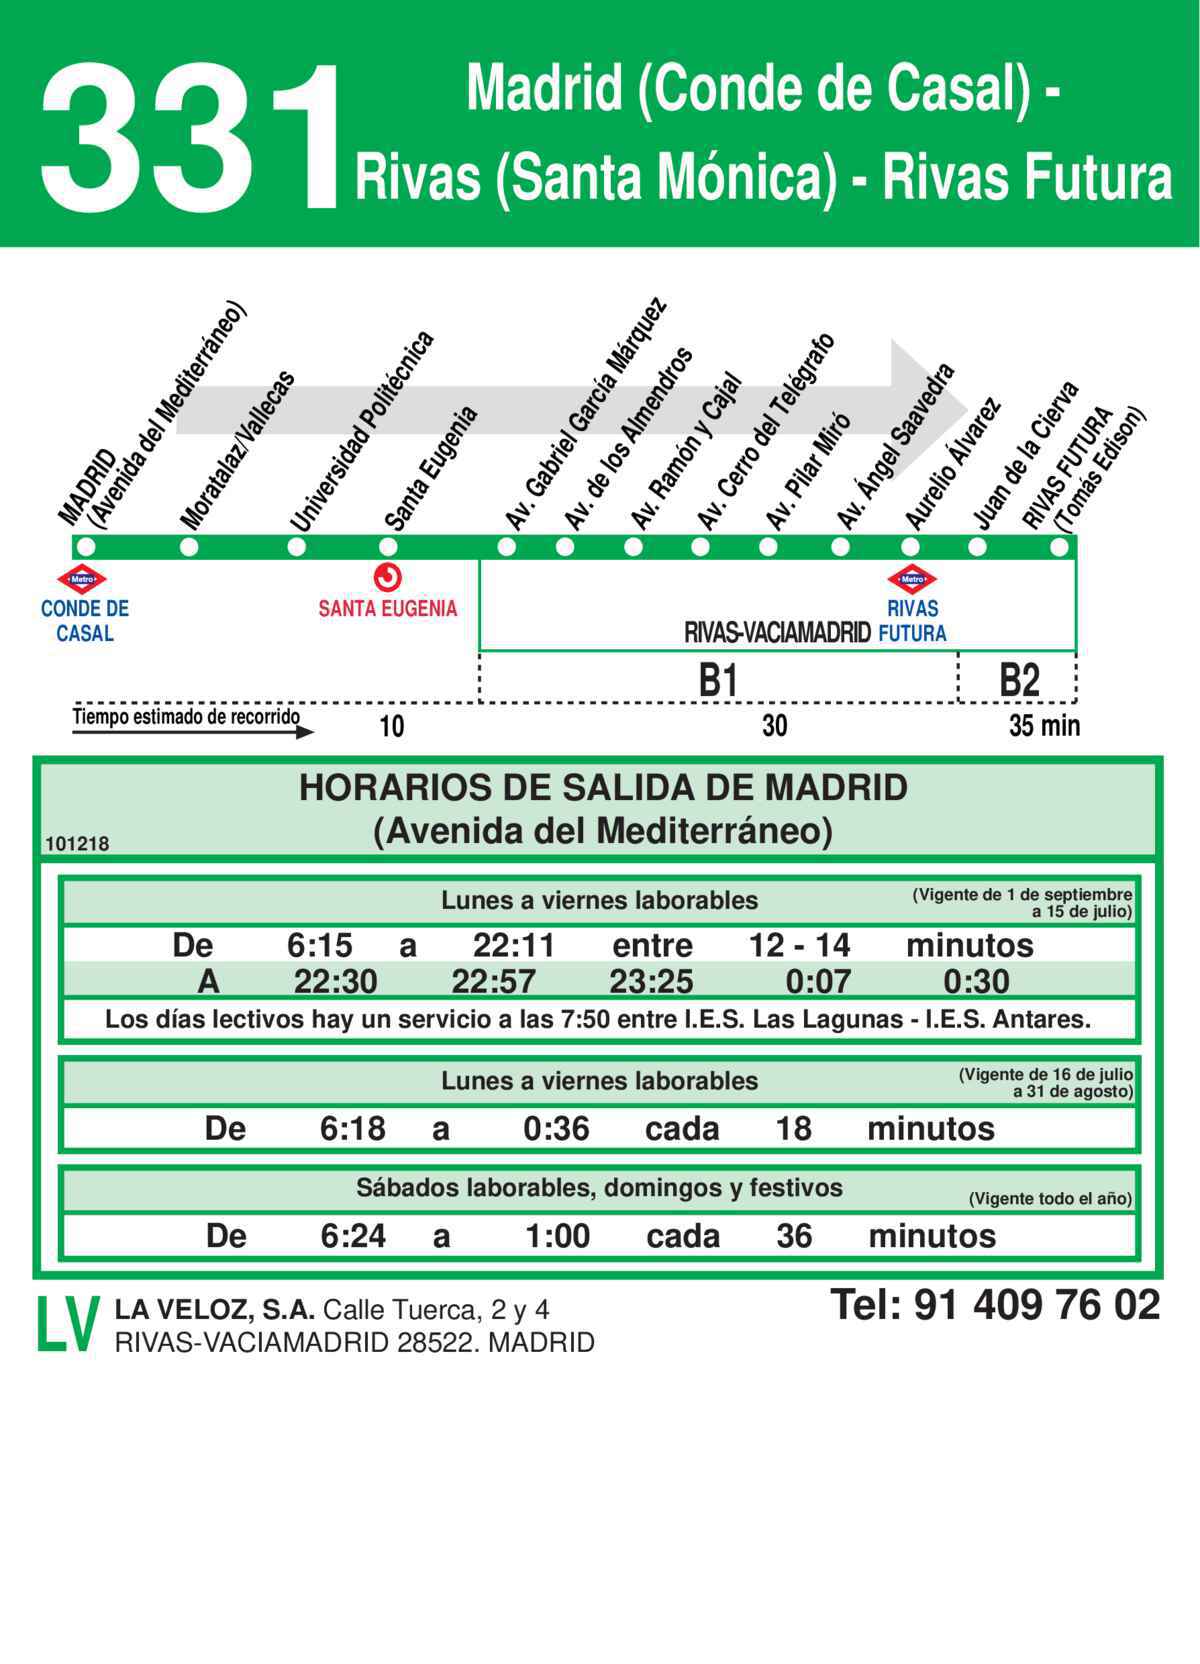 331
Madrid (Conde de Casal) -
Rivas (Santa Mónica) - Rivas Futura
MADRID
(Avenida del Mediterráneo)
Moratalaz/Vallecas
Universidad Politécnica
Santa Eugenia
Av. Gabriel García Márquez
Av. de los Almendros
Av. Ramón y Cajal
Av. Cerro del Telégrafo
Av. Pilar Miró
Av. Ángel Saavedra
Aurelio Álvarez
Juan de la Cierva
RIVAS FUTURA
(Tomás Edison)
Metro
CONDE DE
CASAL
SANTA EUGENIA
Metro
RIVAS
FUTURA
RIVAS-VACIAMADRID
B1 B2
Tiempo estimado de recorrido
10 30 35 min
HORARIOS DE SALIDA DE MADRID
(Avenida del Mediterráneo)
101218
Lunes a viernes laborables
(Vigente de 1 de septiembre
a 15 de julio)
De 6:15 a 22:11 entre 12 - 14 minutos
A 22:30 22:57 23:25 0:07 0:30
Los días lectivos hay un servicio a las 7:50 entre I.E.S. Las Lagunas - I.E.S. Antares.
Lunes a viernes laborables
(Vigente de 16 de julio
a 31 de agosto)
De 6:18 a 0:36 cada 18 minutos
Sábados laborables, domingos y festivos
(Vigente todo el año)
De 6:24 a 1:00 cada 36 minutos
LV
LA VELOZ, S.A. Calle Tuerca, 2 y 4
RIVAS-VACIAMADRID 28522. MADRID
Tel: 91 409 76 02